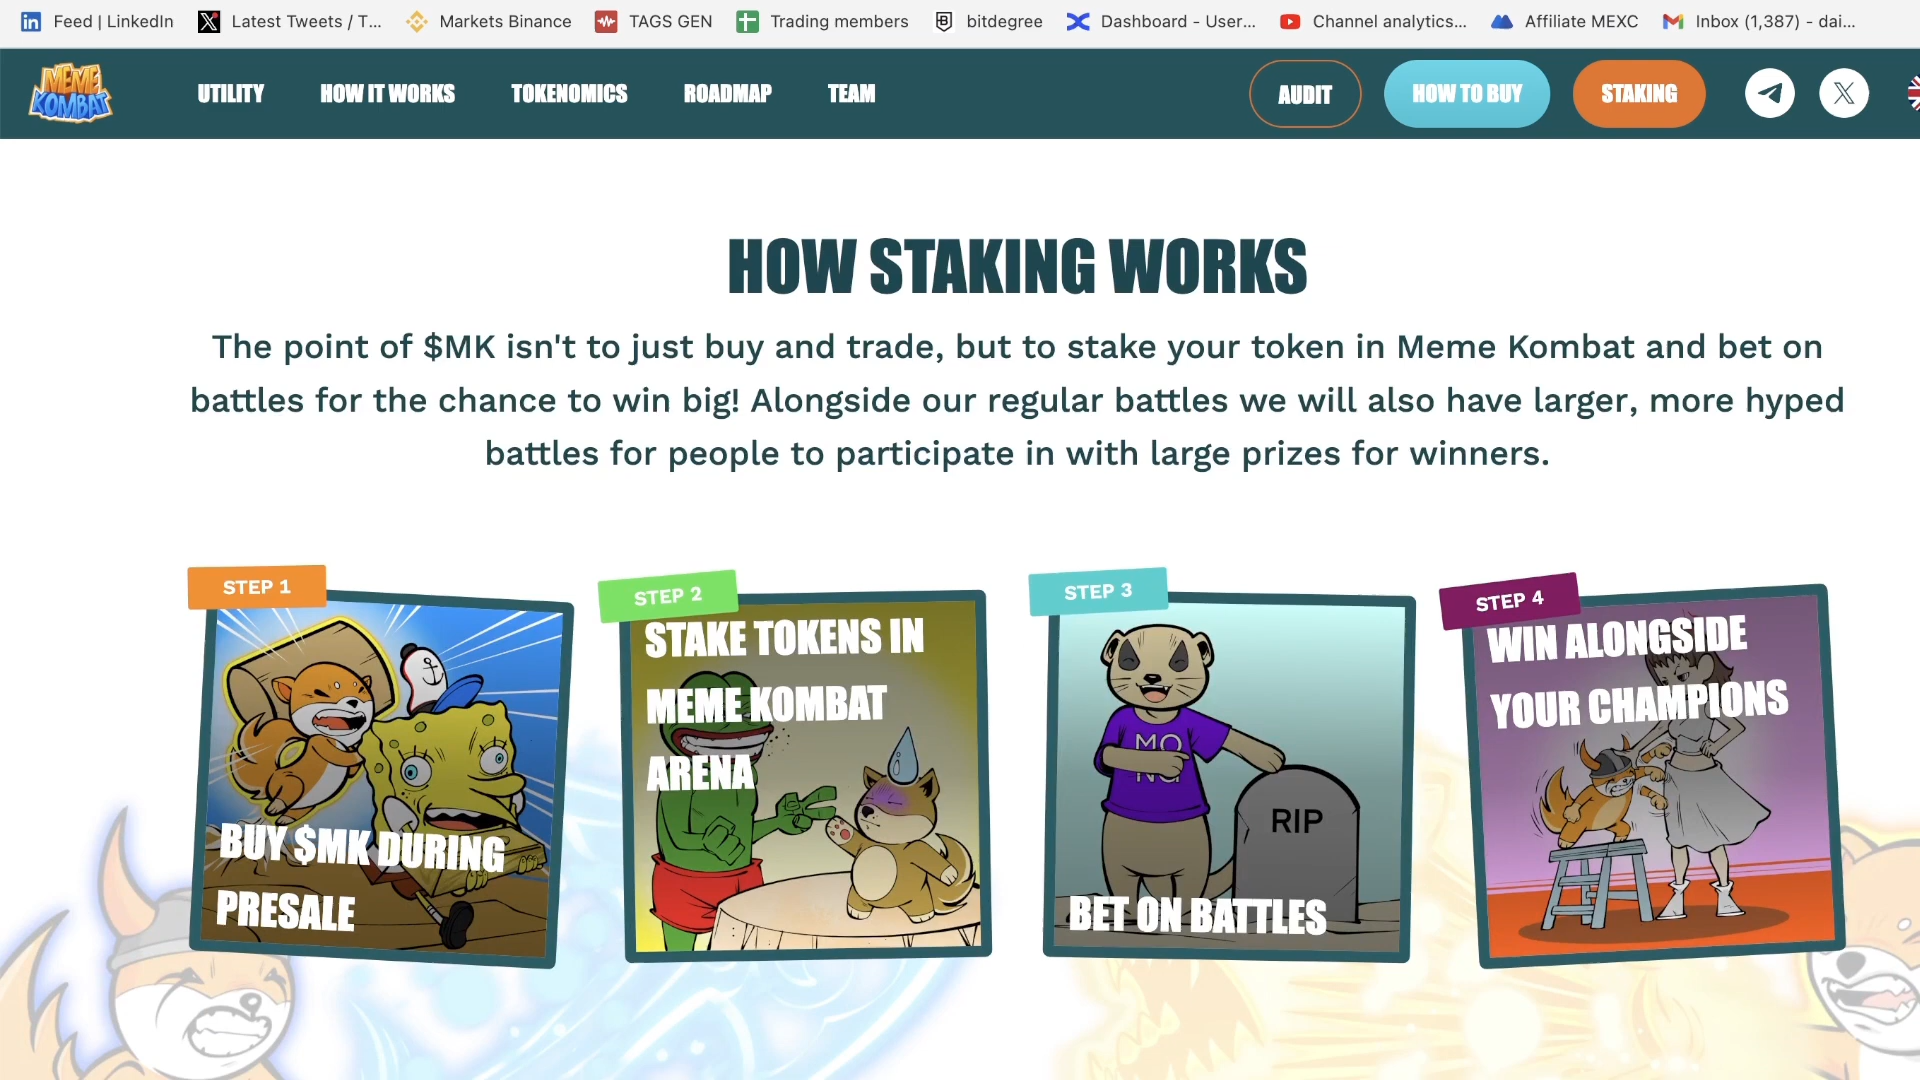 Feed | LinkedIn
Latest Tweets / T...
Markets Binance
TAGS GEN
Trading members
bitdegree
Dashboard - User...
Channel analytics...
Affiliate MEXC
Inbox (1,387) - dai...
MEME KOMBAT
UTILITY
HOW IT WORKS
TOKENOMICS
ROADMAP
TEAM
AUDIT
HOW TO BUY
STAKING
HOW STAKING WORKS
The point of $MK isn't to just buy and trade, but to stake your token in Meme Kombat and bet on
battles for the chance to win big! Alongside our regular battles we will also have larger, more hyped
battles for people to participate in with large prizes for winners.
STEP 1
BUY $MK DURING
PRESALE
STEP 2
STAKE TOKENS IN
MEME KOMBAT
ARENA
STEP 3
MO
NG
RIP
BET ON BATTLES
STEP 4
WIN ALONGSIDE
YOUR CHAMPIONS